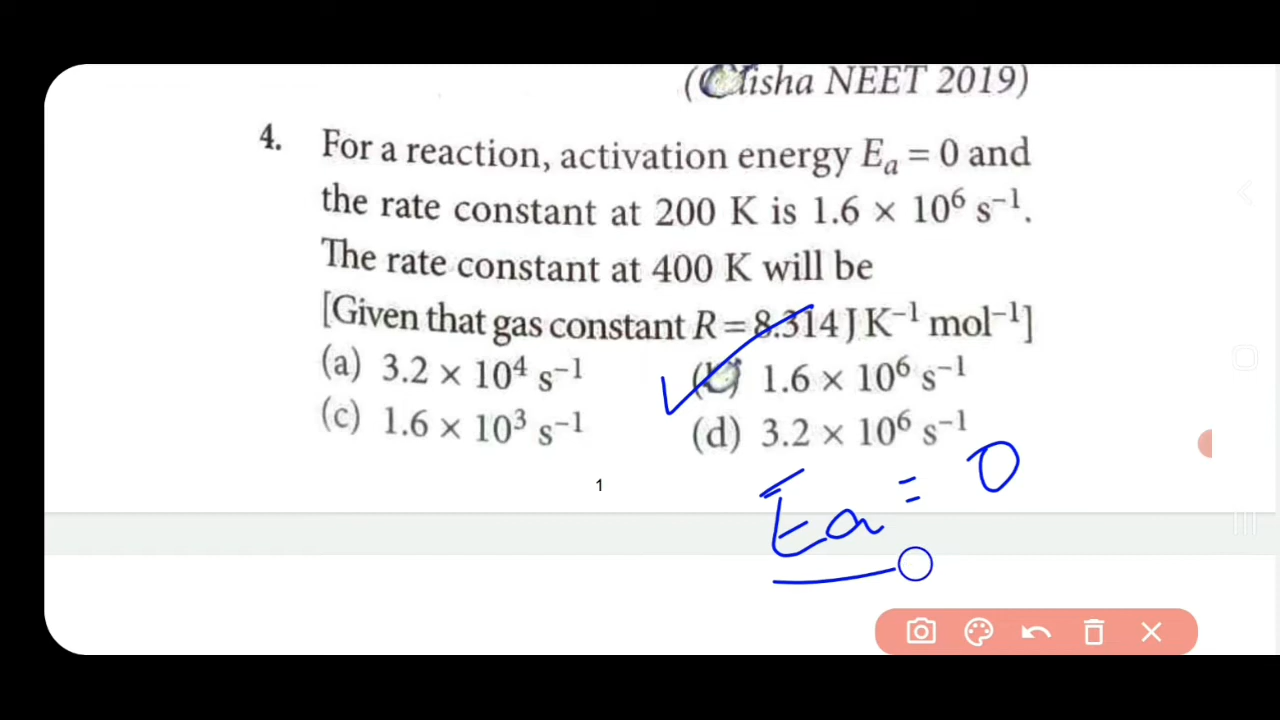 (Odisha NEET 2019)
4. For a reaction, activation energy Eₐ = 0 and
the rate constant at 200 K is 1.6 × 10⁶ s⁻¹.
The rate constant at 400 K will be
[Given that gas constant R = 8.314 J K⁻¹ mol⁻¹]
(a) 3.2 × 10⁴ s⁻¹ (b) 1.6 × 10⁶ s⁻¹
(c) 1.6 × 10³ s⁻¹ (d) 3.2 × 10⁶ s⁻¹
1
Ea = 0